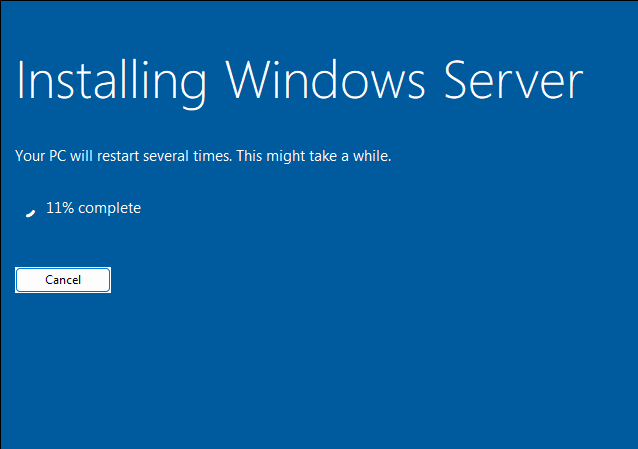 Installing Windows Server
Your PC will restart several times. This might take a while.
11% complete
Cancel